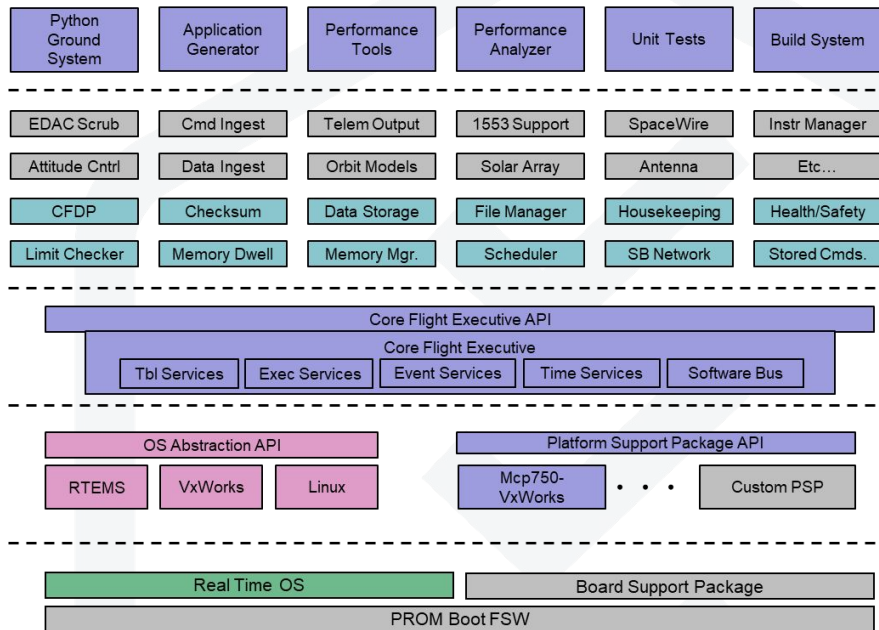 Python
Ground
System
Application
Generator
Performance
Tools
Performance
Analyzer
Unit Tests
Build System
EDAC Scrub
Cmd Ingest
Telem Output
1553 Support
SpaceWire
Instr Manager
Attitude Cntrl
Data Ingest
Orbit Models
Solar Array
Antenna
Etc…
CFDP
Checksum
Data Storage
File Manager
Housekeeping
Health/Safety
Limit Checker
Memory Dwell
Memory Mgr.
Scheduler
SB Network
Stored Cmds.
Core Flight Executive API
Core Flight Executive
Tbl Services
Exec Services
Event Services
Time Services
Software Bus
OS Abstraction API
Platform Support Package API
RTEMS
VxWorks
Linux
Mcp750-
VxWorks
• • •
Custom PSP
Real Time OS
Board Support Package
PROM Boot FSW